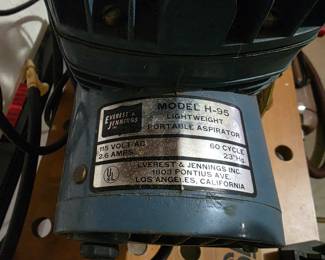 EVEREST & JENNINGS
MODEL H-95
LIGHTWEIGHT
PORTABLE ASPIRATOR
115 VOLT AC 60 CYCLE
2.6 AMPS 23"Hg
UL
EVEREST & JENNINGS INC.
1803 PONTIUS AVE.
LOS ANGELES, CALIFORNIA